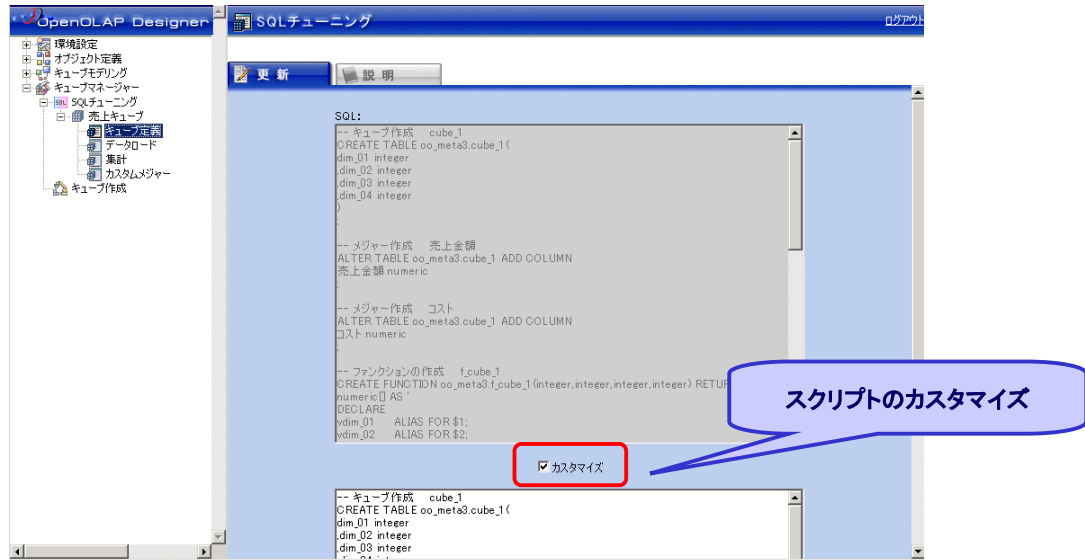 OpenOLAP Designer
環境設定
オブジェクト定義
キューブモデリング
キューブマネージャー
SQL SQLチューニング
売上キューブ
キューブ定義
データロード
集計
カスタムメジャー
キューブ作成
SQLチューニング
ログアウト
更 新
説 明
SQL:
-- キューブ作成 cube_1
CREATE TABLE oo_meta3.cube_1(
dim_01 integer
,dim_02 integer
,dim_03 integer
,dim_04 integer
)
;
-- メジャー作成 売上金額
ALTER TABLE oo_meta3.cube_1 ADD COLUMN
売上金額 numeric
;
-- メジャー作成 コスト
ALTER TABLE oo_meta3.cube_1 ADD COLUMN
コスト numeric
;
-- ファンクションの作成 f_cube_1
CREATE FUNCTION oo_meta3.f_cube_1(integer,integer,integer,integer) RETUR
numeric[] AS '
DECLARE
vdim_01 ALIAS FOR $1;
vdim_02 ALIAS FOR $2;
スクリプトのカスタマイズ
カスタマイズ
-- キューブ作成 cube_1
CREATE TABLE oo_meta3.cube_1(
dim_01 integer
,dim_02 integer
,dim_03 integer